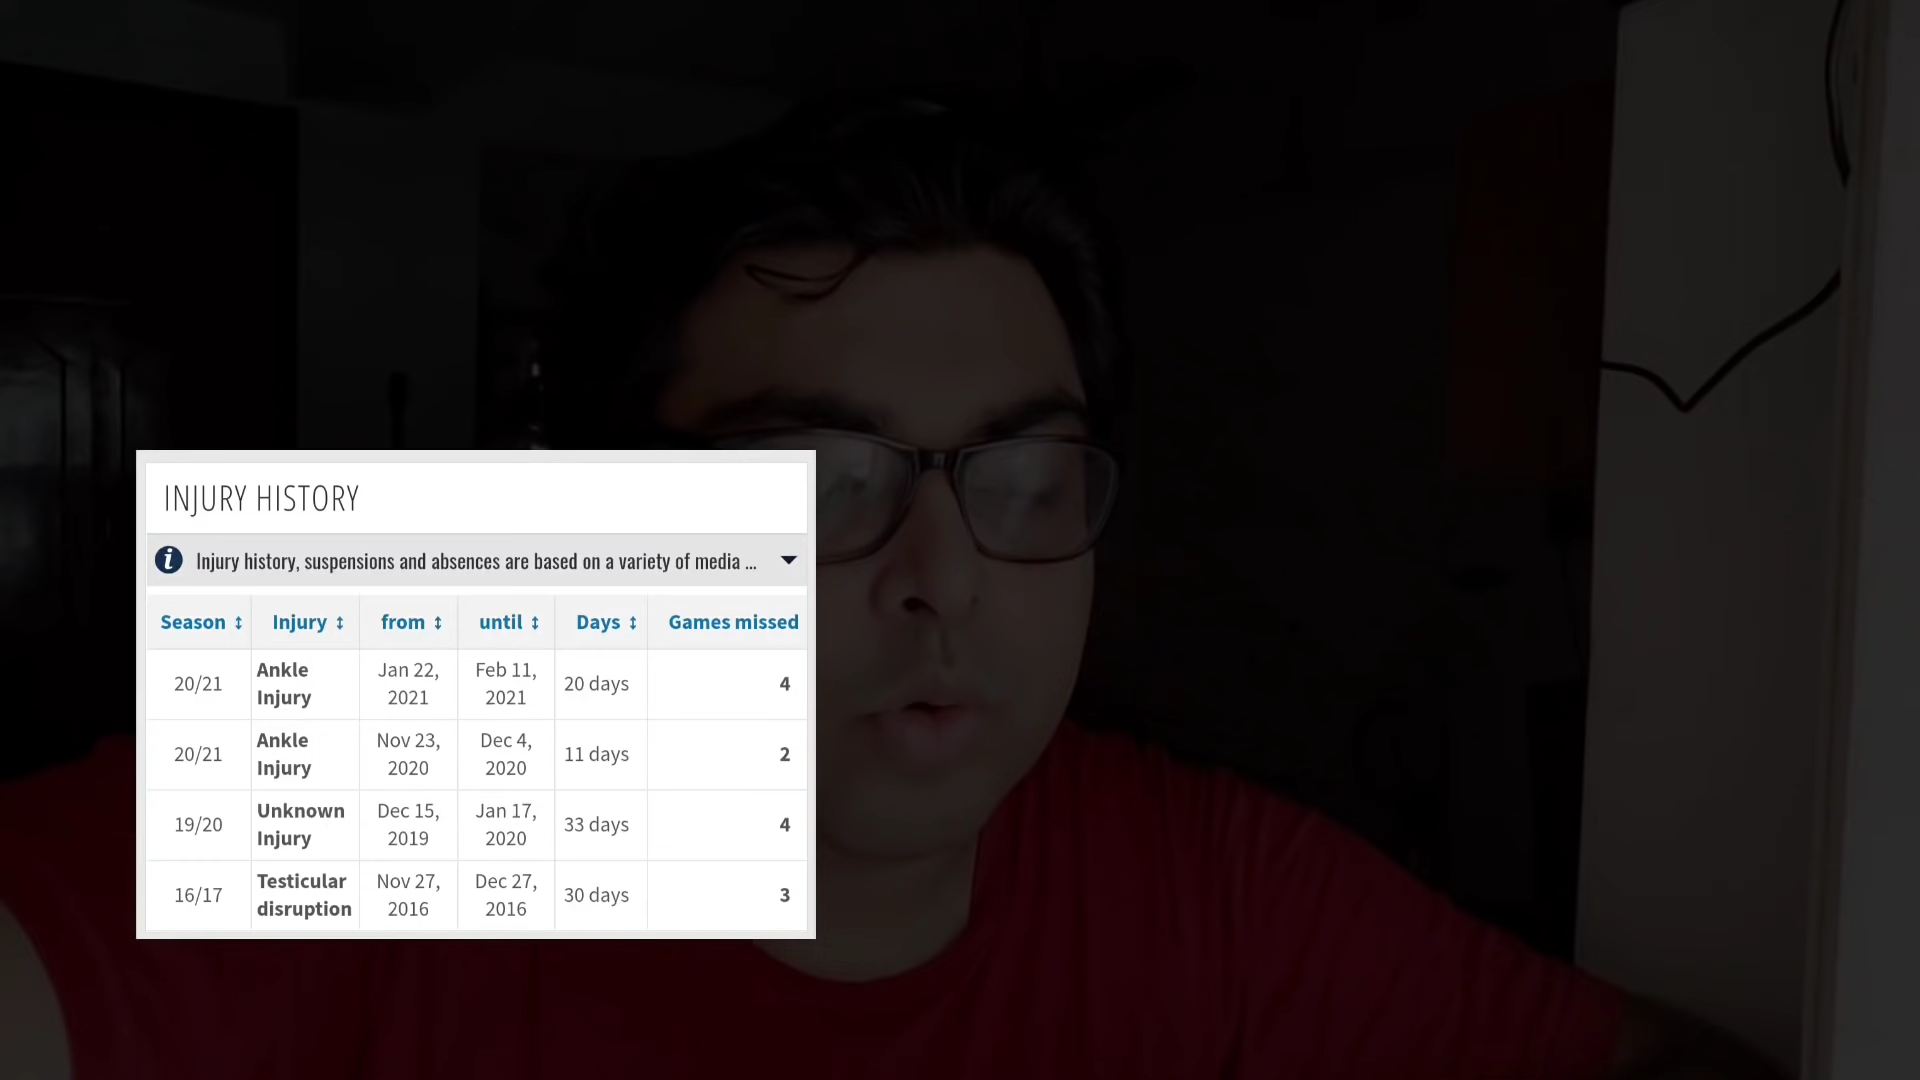 INJURY HISTORY
i Injury history, suspensions and absences are based on a variety of media ...
Season Injury from until Days Games missed
20/21 Ankle Injury Jan 22, 2021 Feb 11, 2021 20 days 4
20/21 Ankle Injury Nov 23, 2020 Dec 4, 2020 11 days 2
19/20 Unknown Injury Dec 15, 2019 Jan 17, 2020 33 days 4
16/17 Testicular disruption Nov 27, 2016 Dec 27, 2016 30 days 3